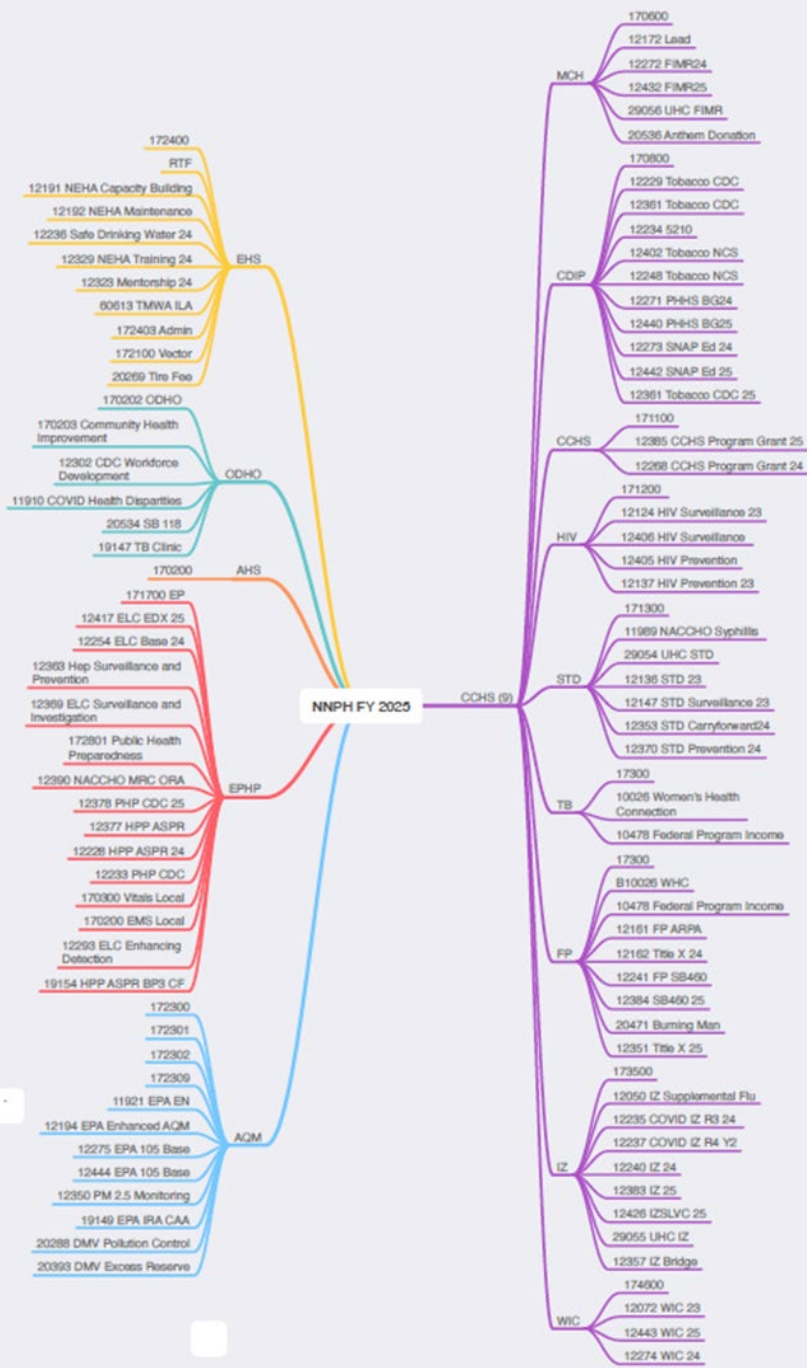 NNPH FY 2025
EHS
172400
RTF
12191 NEHA Capacity Building
12192 NEHA Maintenance
12236 Safe Drinking Water 24
12329 NEHA Training 24
12323 Mentorship 24
60613 TMWA ILA
172403 Admin
172100 Vector
20269 Tire Fee
ODHO
170202 ODHO
170203 Community Health
Improvement
12302 CDC Workforce
Development
11910 COVID Health Disparities
20534 SB 118
19147 TB Clinic
AHS
170200
EPHP
171700 EP
12417 ELC EDX 25
12254 ELC Base 24
12363 Hep Surveillance and
Prevention
12369 ELC Surveillance and
Investigation
172801 Public Health
Preparedness
12390 NACCHO MRC ORA
12378 PHP CDC 25
12377 HPP ASPR
12228 HPP ASPR 24
12233 PHP CDC
170300 Vitals Local
170200 EMS Local
12293 ELC Enhancing
Detection
19154 HPP ASPR BP3 CF
AQM
172300
172301
172302
172309
11921 EPA EN
12194 EPA Enhanced AQM
12275 EPA 105 Base
12444 EPA 105 Base
12350 PM 2.5 Monitoring
19149 EPA IRA CAA
20288 DMV Pollution Control
20393 DMV Excess Reserve
CCHS (9)
MCH
170600
12172 Lead
12272 FIMR24
12432 FIMR25
29056 UHC FIMR
20536 Anthem Donation
CDIP
170800
12229 Tobacco CDC
12361 Tobacco CDC
12234 5210
12402 Tobacco NCS
12248 Tobacco NCS
12271 PHHS BG24
12440 PHHS BG25
12273 SNAP Ed 24
12442 SNAP Ed 25
12361 Tobacco CDC 25
CCHS
171100
12385 CCHS Program Grant 25
12268 CCHS Program Grant 24
HIV
171200
12124 HIV Surveillance 23
12406 HIV Surveillance
12405 HIV Prevention
12137 HIV Prevention 23
STD
171300
11989 NACCHO Syphillis
29054 UHC STD
12136 STD 23
12147 STD Surveillance 23
12353 STD Carryforward24
12370 STD Prevention 24
TB
17300
10026 Women's Health
Connection
10478 Federal Program Income
FP
17300
B10026 WHC
10478 Federal Program Income
12161 FP ARPA
12162 Title X 24
12241 FP SB460
12384 SB460 25
20471 Burning Man
12351 Title X 25
IZ
173500
12050 IZ Supplemental Flu
12235 COVID IZ R3 24
12237 COVID IZ R4 Y2
12240 IZ 24
12383 IZ 25
12426 IZSLVC 25
29055 UHC IZ
12357 IZ Bridge
WIC
174600
12072 WIC 23
12443 WIC 25
12274 WIC 24